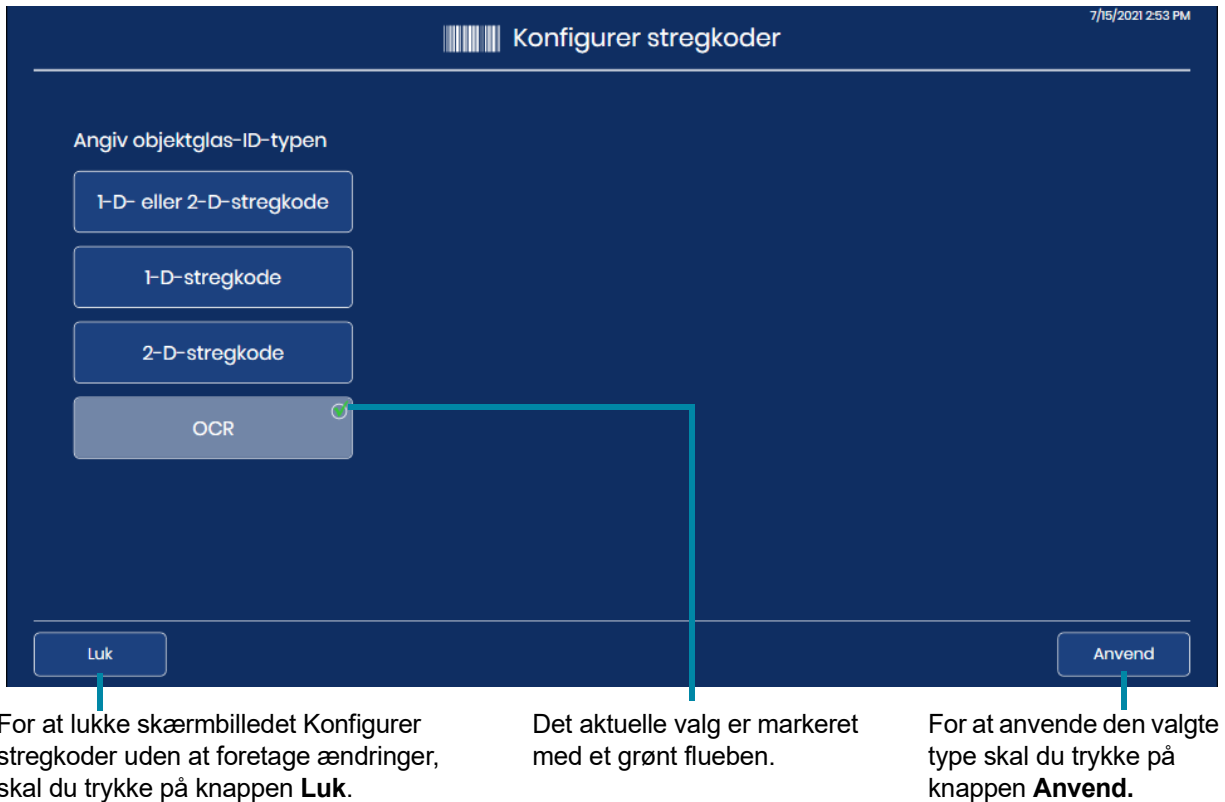 7/15/2021 2:53 PM
Konfigurer stregkoder
Angiv objektglas-ID-typen
1-D- eller 2-D-stregkode
1-D-stregkode
2-D-stregkode
OCR
Luk
Anvend
For at lukke skærmbilledet Konfigurer
stregkoder uden at foretage ændringer,
skal du trykke på knappen Luk.
Det aktuelle valg er markeret
med et grønt flueben.
For at anvende den valgte
type skal du trykke på
knappen Anvend.